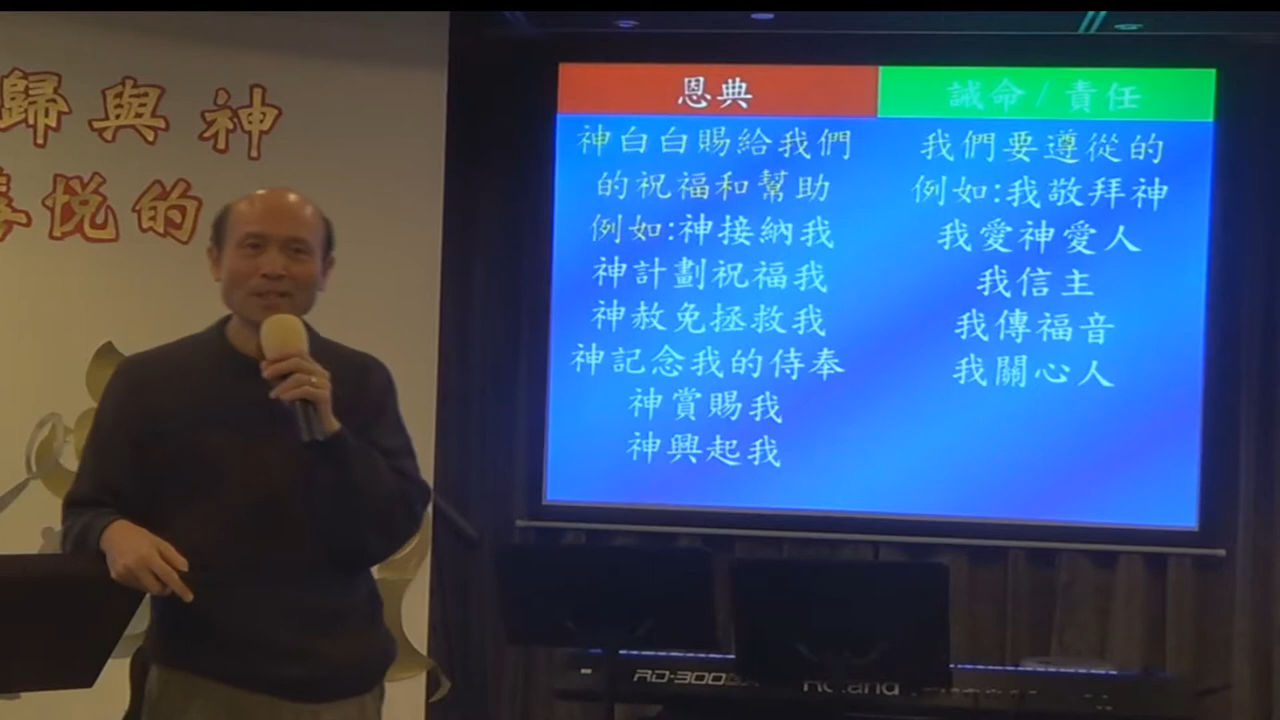 歸與神
喜悅的
恩典
神白白賜給我們
的祝福和幫助
例如:神接納我
神計劃祝福我
神赦免拯救我
神記念我的侍奉
神賞賜我
神興起我
誡命/責任
我們要遵從的
例如:我敬拜神
我愛神愛人
我信主
我傳福音
我關心人
RD-300
Roland